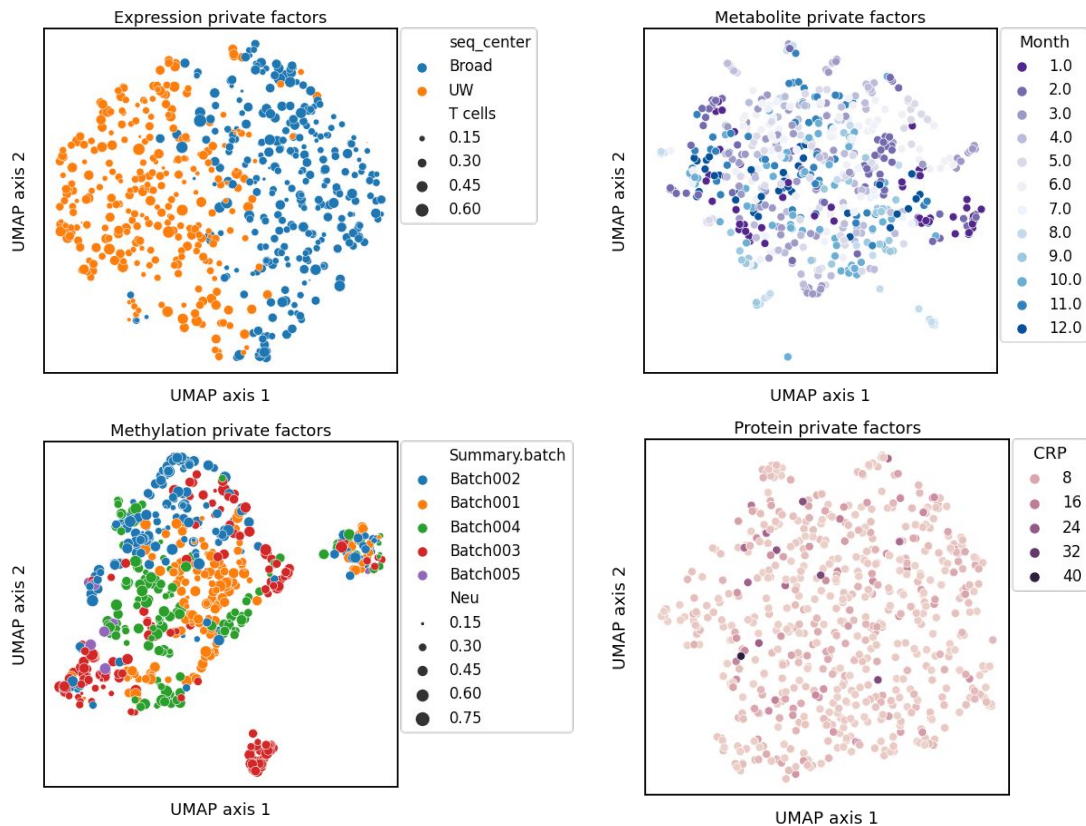 Expression private factors
seq_center
Broad
UW
T cells
0.15
0.30
0.45
0.60
UMAP axis 2
UMAP axis 1
Metabolite private factors
Month
1.0
2.0
3.0
4.0
5.0
6.0
7.0
8.0
9.0
10.0
11.0
12.0
UMAP axis 2
UMAP axis 1
Methylation private factors
Summary.batch
Batch002
Batch001
Batch004
Batch003
Batch005
Neu
0.15
0.30
0.45
0.60
0.75
UMAP axis 2
UMAP axis 1
Protein private factors
CRP
8
16
24
32
40
UMAP axis 2
UMAP axis 1